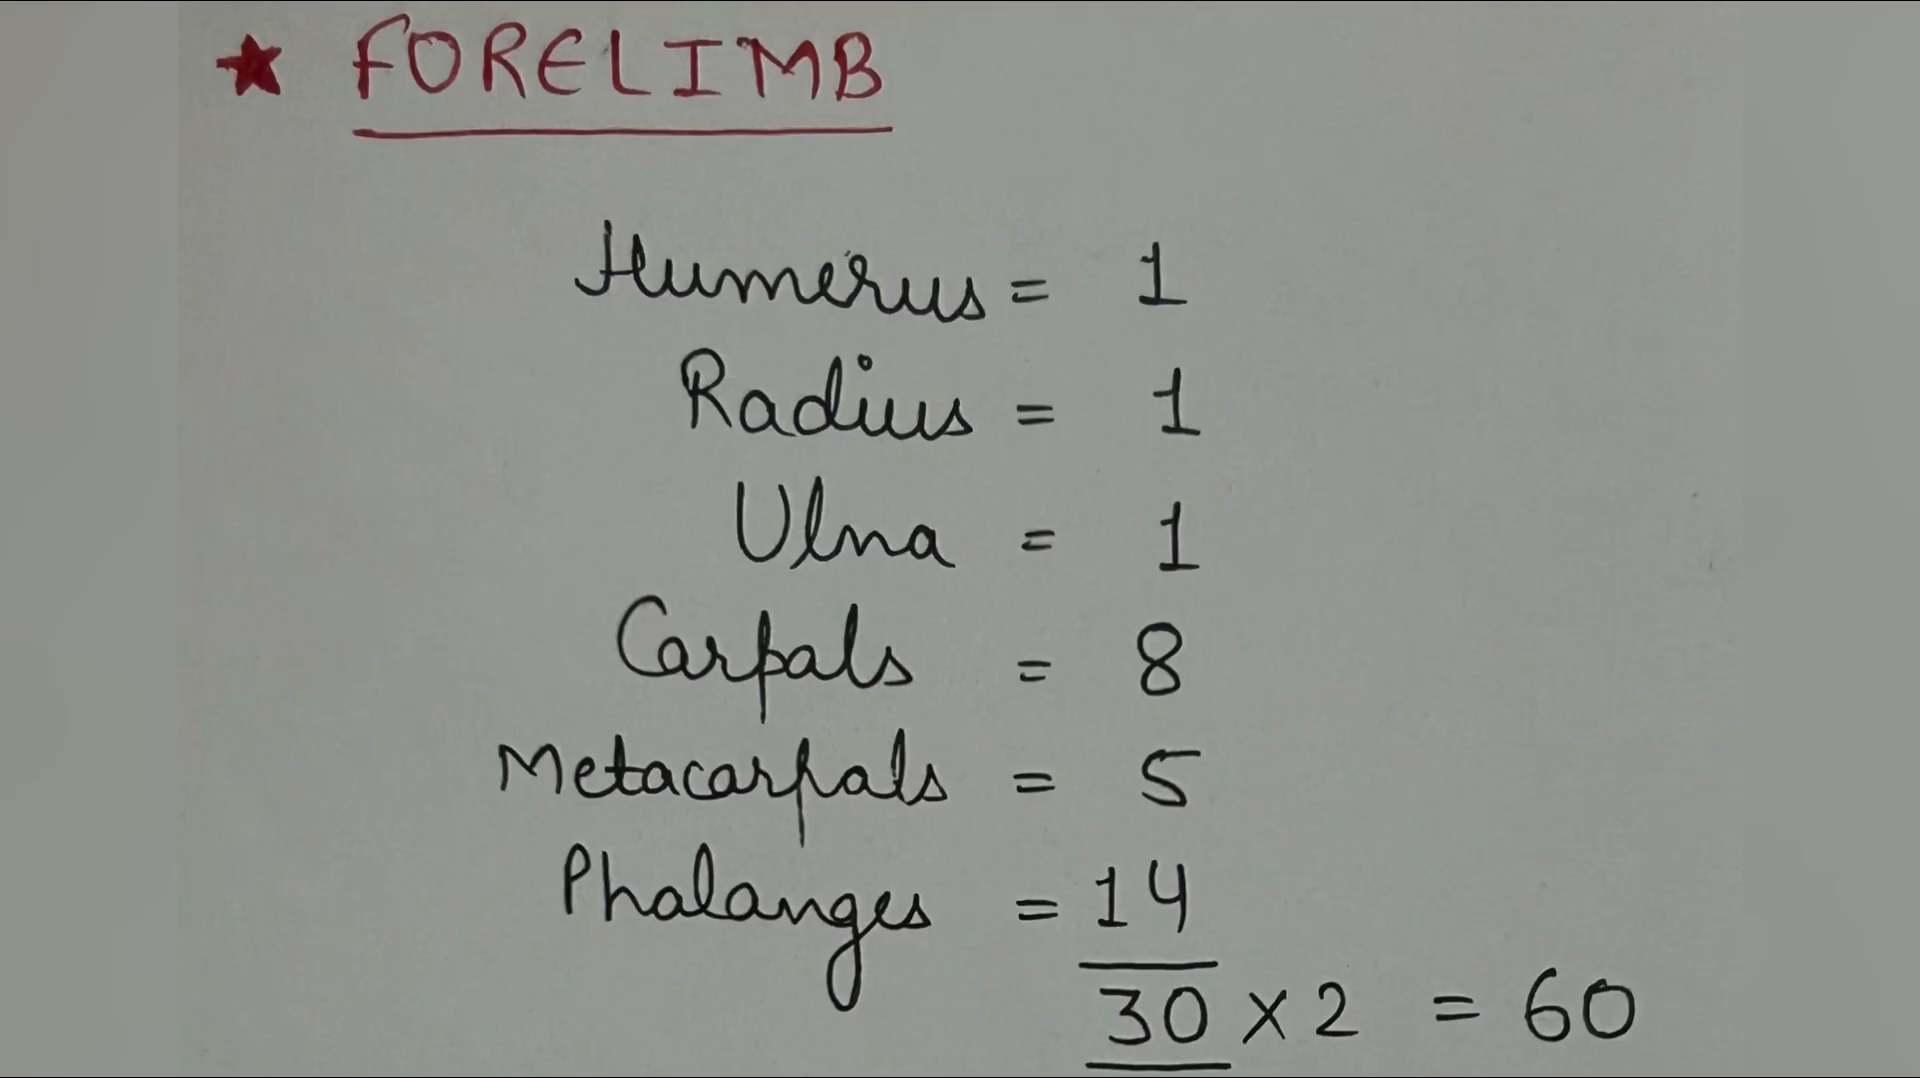 ★ FORELIMB
Humerus = 1
Radius = 1
Ulna = 1
Carpals = 8
Metacarpals = 5
Phalanges = 14
30 x 2 = 60